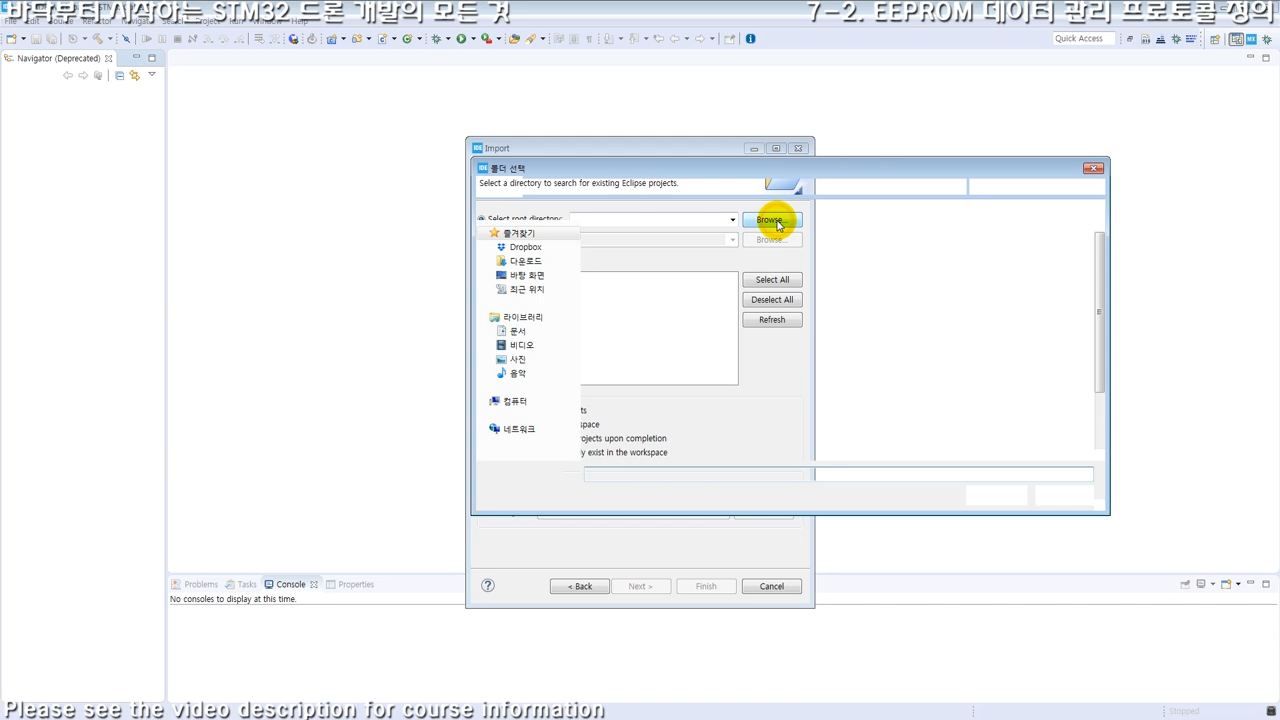 바닥부터 시작하는 STM32 드론 개발의 모든 것
7-2. EEPROM 데이터 관리 프로토콜 정의
Quick Access
Navigator (Deprecated)
Import
폴더 선택
Select a directory to search for existing Eclipse projects.
Select root directory:
Browse...
Browse...
즐겨찾기
Dropbox
다운로드
바탕 화면
최근 위치
라이브러리
문서
비디오
사진
음악
컴퓨터
네트워크
Select All
Deselect All
Refresh
ts
space
rojects upon completion
y exist in the workspace
< Back
Next >
Finish
Cancel
Problems
Tasks
Console
Properties
No consoles to display at this time.
Please see the video description for course information
Stopped